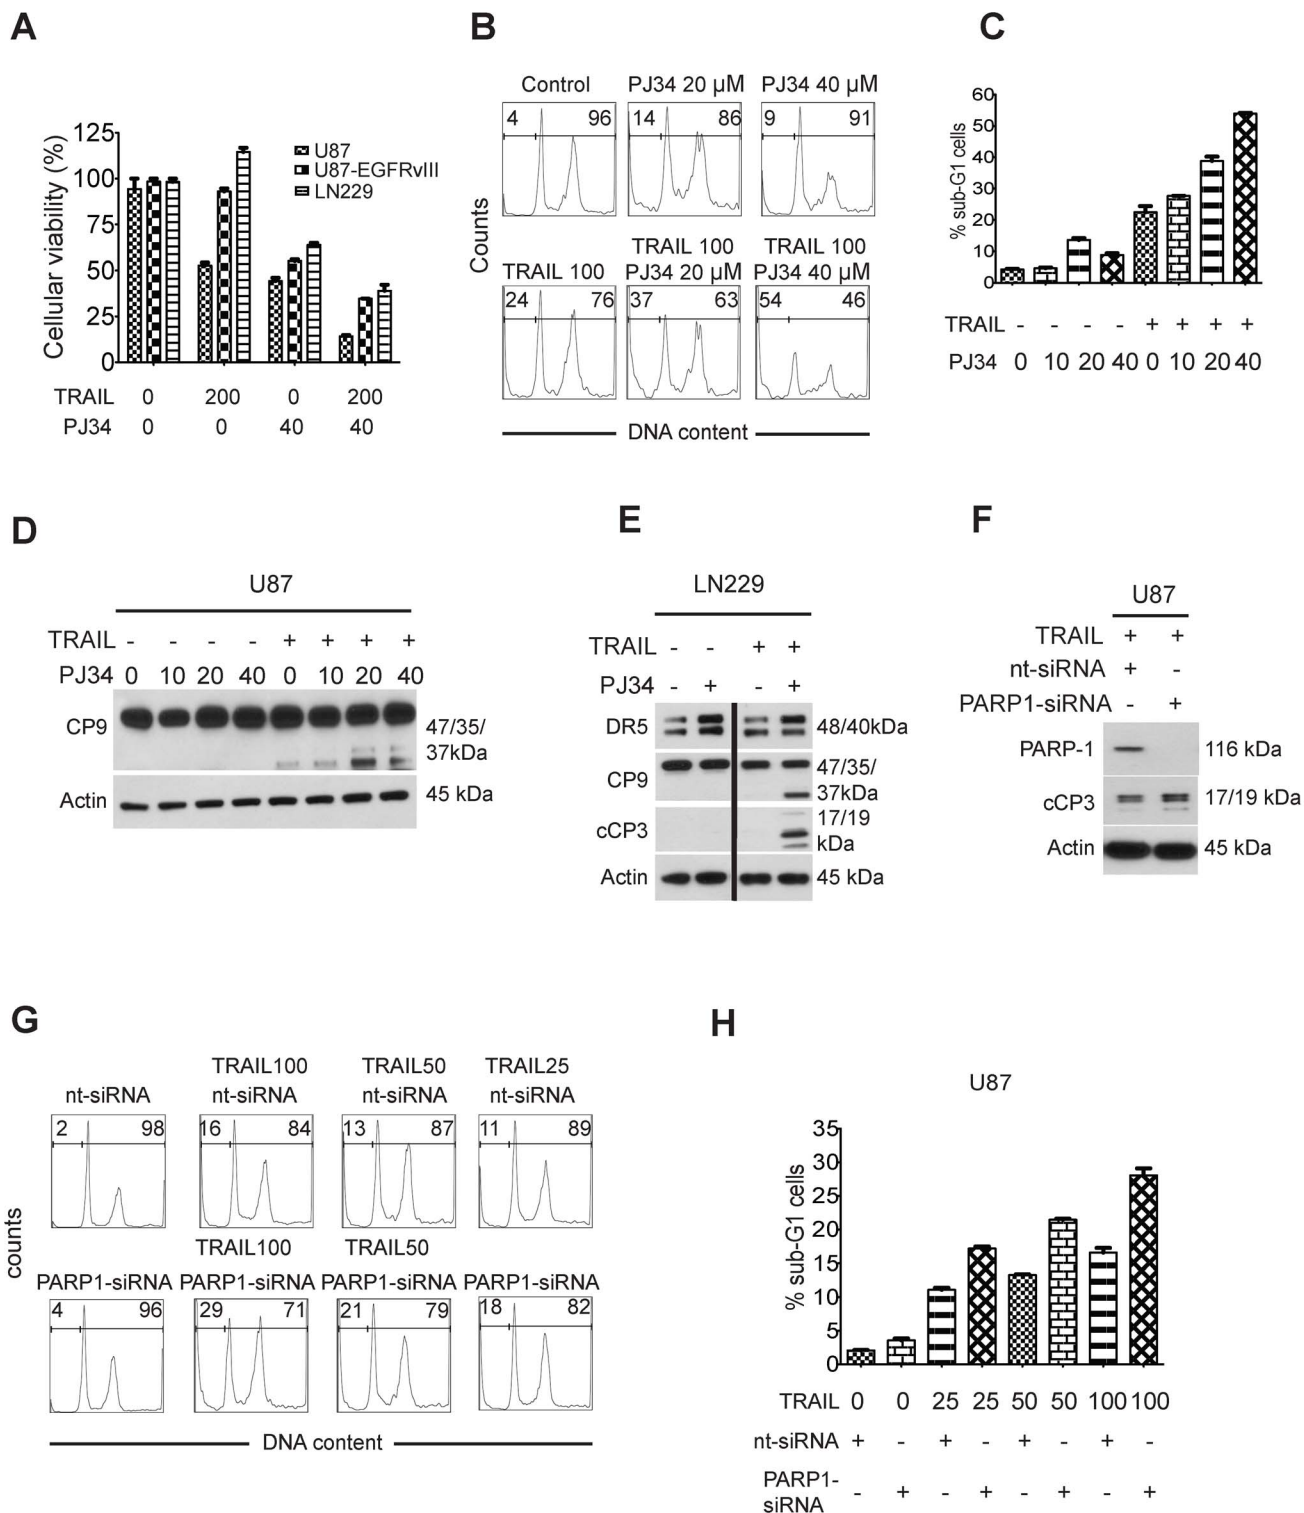 A
Cellular viability (%)
125
100
75
50
25
0
U87
U87-EGFRvIII
LN229
TRAIL 0 200 0 200
PJ34 0 0 40 40
B
Counts
Control PJ34 20 µM PJ34 40 µM
4 96 14 86 9 91
TRAIL 100 TRAIL 100
TRAIL 100 PJ34 20 µM PJ34 40 µM
24 76 37 63 54 46
DNA content
C
% sub-G1 cells
60
50
40
30
20
10
0
TRAIL - - - - + + + +
PJ34 0 10 20 40 0 10 20 40
D
U87
TRAIL - - - - + + + +
PJ34 0 10 20 40 0 10 20 40
CP9 47/35/
37kDa
Actin 45 kDa
E
LN229
TRAIL - - + +
PJ34 - + - +
DR5 48/40kDa
CP9 47/35/
37kDa
cCP3 17/19
kDa
Actin 45 kDa
F
U87
TRAIL + +
nt-siRNA + -
PARP1-siRNA - +
PARP-1 116 kDa
cCP3 17/19 kDa
Actin 45 kDa
G
counts
TRAIL100 TRAIL50 TRAIL25
nt-siRNA nt-siRNA nt-siRNA nt-siRNA
2 98 16 84 13 87 11 89
TRAIL100 TRAIL50
PARP1-siRNA PARP1-siRNA PARP1-siRNA PARP1-siRNA
4 96 29 71 21 79 18 82
DNA content
H
U87
% sub-G1 cells
35
30
25
20
15
10
5
0
TRAIL 0 0 25 25 50 50 100 100
nt-siRNA + - + - + - + -
PARP1-
siRNA - + - + - + - +